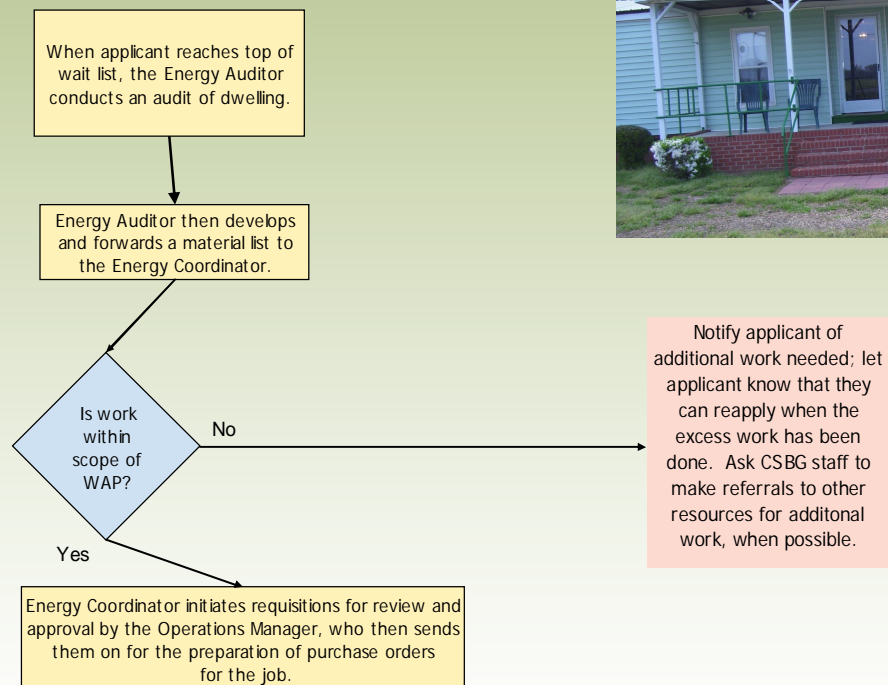 When applicant reaches top of
wait list, the Energy Auditor
conducts an audit of dwelling.
Energy Auditor then develops
and forwards a material list to
the Energy Coordinator.
Is work
within
scope of
WAP?
No
Notify applicant of
additional work needed; let
applicant know that they
can reapply when the
excess work has been
done. Ask CSBG staff to
make referrals to other
resources for additonal
work, when possible.
Yes
Energy Coordinator initiates requisitions for review and
approval by the Operations Manager, who then sends
them on for the preparation of purchase orders
for the job.